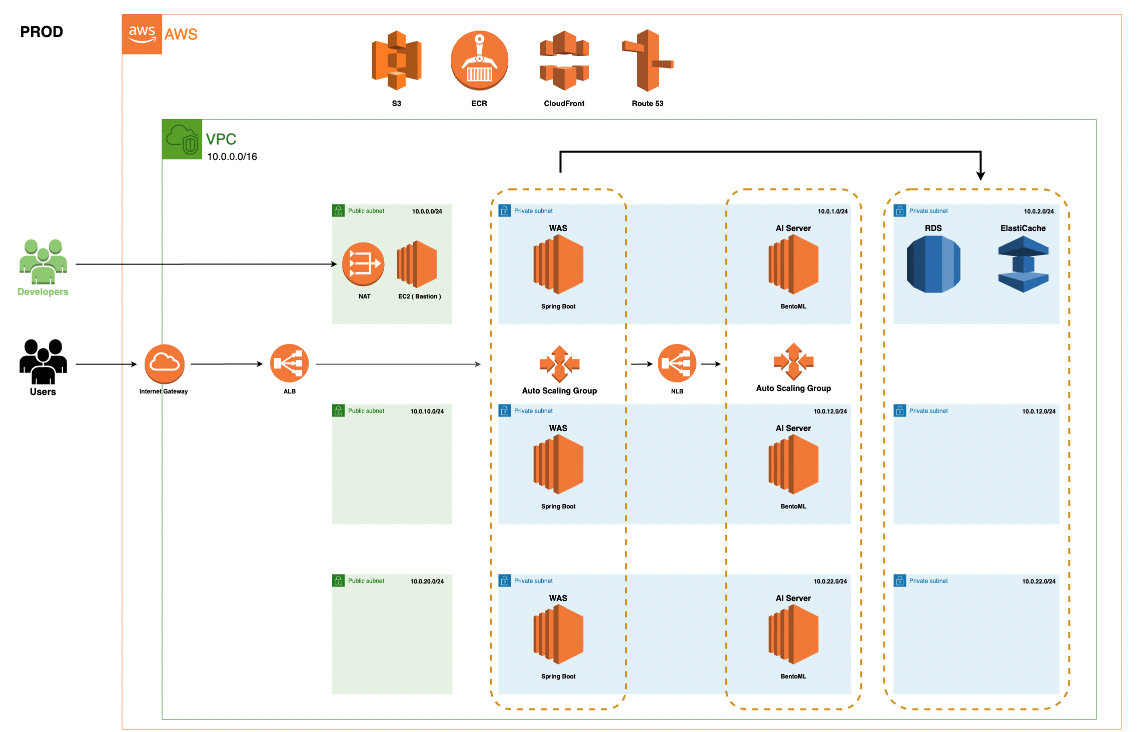 PROD
aws
AWS
S3
ECR
CloudFront
Route 53
VPC
10.0.0.0/16
Public subnet
10.0.0.0/24
Private subnet
10.0.1.0/24
Private subnet
10.0.2.0/24
WAS
AI Server
RDS
ElastiCache
Developers
NAT
EC2 ( Bastion )
Spring Boot
BentoML
Users
Internet Gateway
ALB
Auto Scaling Group
NLB
Auto Scaling Group
Public subnet
10.0.10.0/24
Private subnet
10.0.12.0/24
Private subnet
10.0.12.0/24
WAS
AI Server
Spring Boot
BentoML
Public subnet
10.0.20.0/24
Private subnet
10.0.22.0/24
Private subnet
10.0.22.0/24
WAS
AI Server
Spring Boot
BentoML